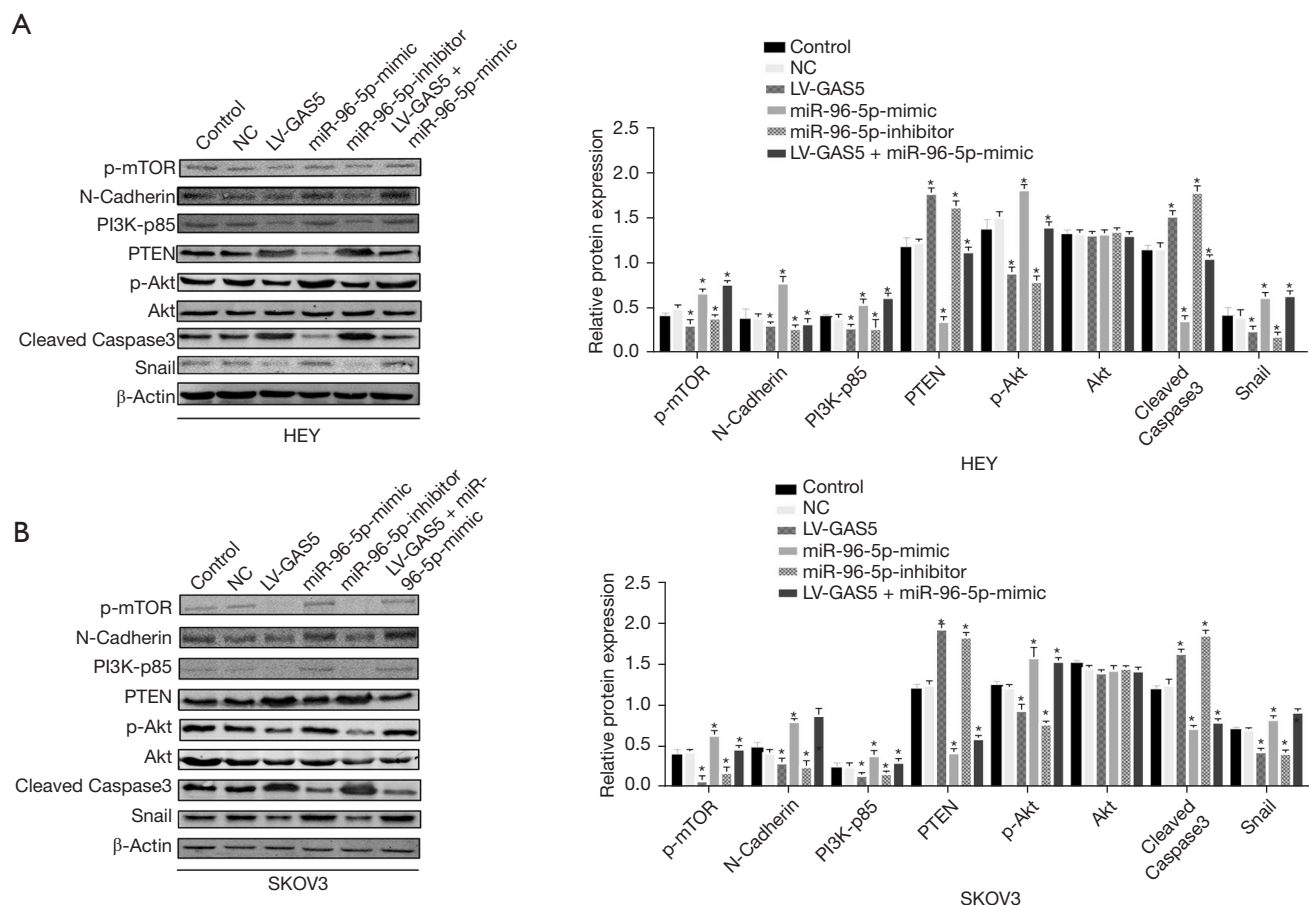 A
Control
NC
LV-GAS5
miR-96-5p-mimic
miR-96-5p-inhibitor
LV-GAS5 +
miR-96-5p-mimic
p-mTOR
N-Cadherin
PI3K-p85
PTEN
p-Akt
Akt
Cleaved Caspase3
Snail
β-Actin
HEY
Control
NC
LV-GAS5
miR-96-5p-mimic
miR-96-5p-inhibitor
LV-GAS5 + miR-96-5p-mimic
Relative protein expression
2.5
2.0
1.5
1.0
0.5
0.0
* * * * * * * * * * * * * * * * * * * * * * * * * * * *
p-mTOR
N-Cadherin
PI3K-p85
PTEN
p-Akt
Akt
Cleaved
Caspase3
Snail
HEY
B
Control
NC
LV-GAS5
miR-96-5p-mimic
miR-96-5p-inhibitor
LV-GAS5 + miR-
96-5p-mimic
p-mTOR
N-Cadherin
PI3K-p85
PTEN
p-Akt
Akt
Cleaved Caspase3
Snail
β-Actin
SKOV3
Control
NC
LV-GAS5
miR-96-5p-mimic
miR-96-5p-inhibitor
LV-GAS5 + miR-96-5p-mimic
Relative protein expression
2.5
2.0
1.5
1.0
0.5
0.0
* * * * * * * * * * * * * * * * * * * * * * * * * * * *
p-mTOR
N-Cadherin
PI3K-p85
PTEN
p-Akt
Akt
Cleaved
Caspase3
Snail
SKOV3